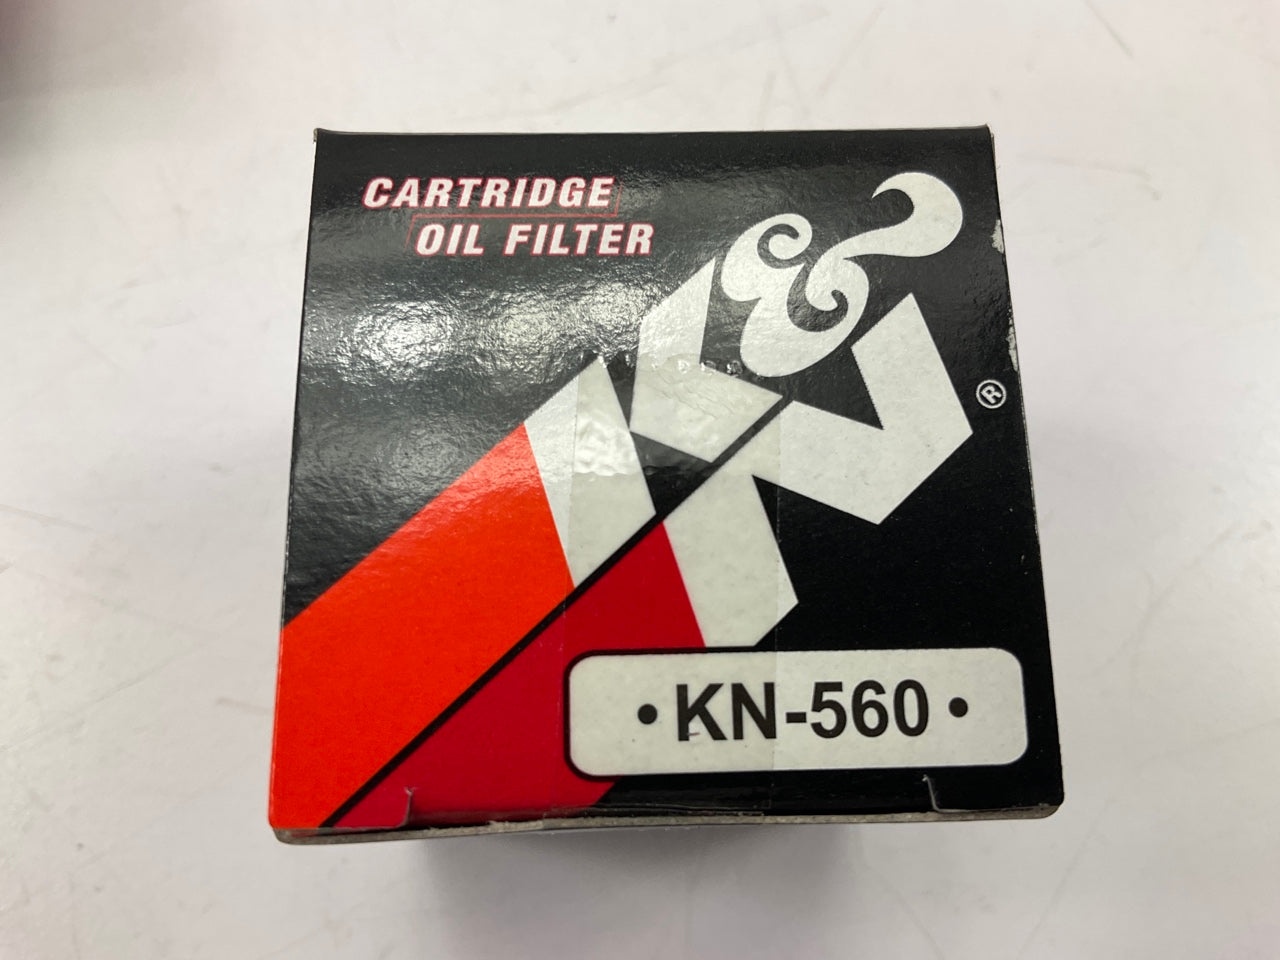 CARTRIDGE
OIL FILTER
K&N®
• KN-560 •